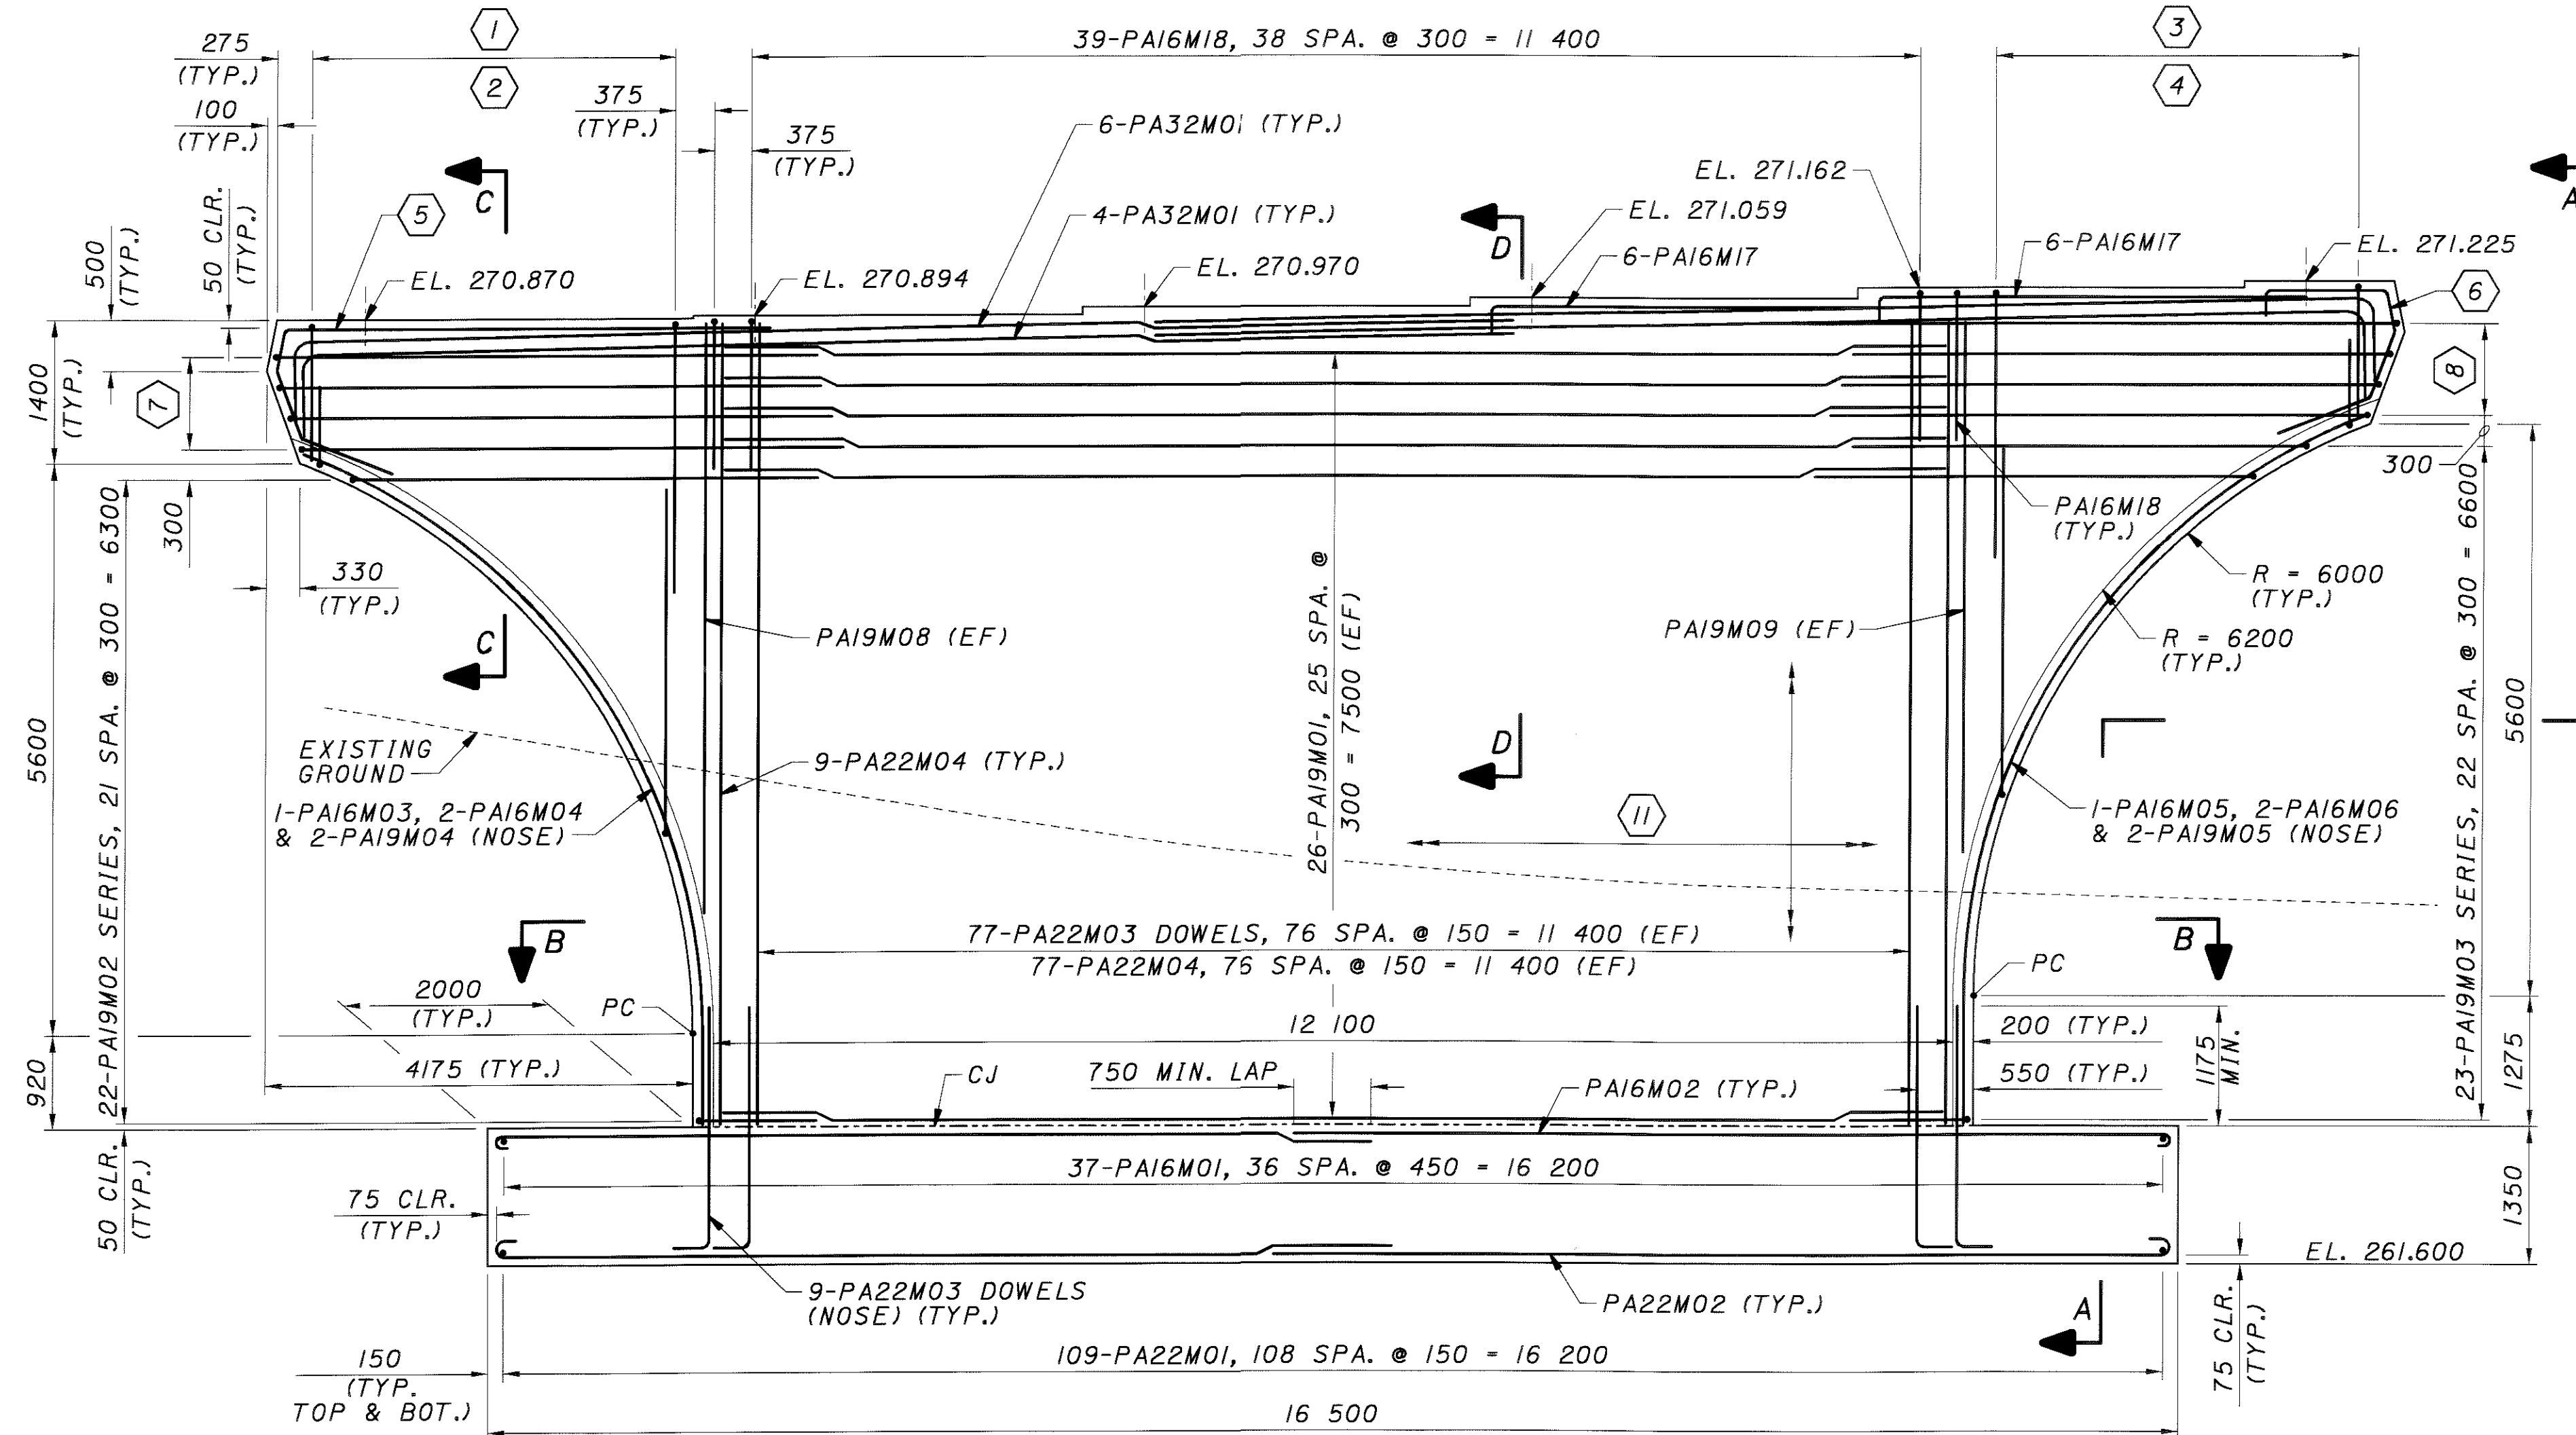 275
(TYP.)
1
2
39-PA16M18, 38 SPA. @ 300 = 11 400
3
4
100
(TYP.)
375
(TYP.)
375
(TYP.)
6-PA32M01 (TYP.)
4-PA32M01 (TYP.)
EL. 271.162
EL. 271.059
6-PA16M17
6-PA16M17
EL. 271.225
A
C
D
5
6
50 CLR.
(TYP.)
500
(TYP.)
EL. 270.870
EL. 270.894
EL. 270.970
1400
(TYP.)
7
8
300
300
330
(TYP.)
PA16M18
(TYP.)
R = 6000
(TYP.)
R = 6200
(TYP.)
C
PA19M08 (EF)
PA19M09 (EF)
26-PA19M01, 25 SPA. @
300 = 7500 (EF)
22-PA19M02 SERIES, 21 SPA. @ 300 = 6300
23-PA19M03 SERIES, 22 SPA. @ 300 = 6600
5600
5600
EXISTING
GROUND
9-PA22M04 (TYP.)
D
11
1-PA16M03, 2-PA16M04
& 2-PA19M04 (NOSE)
1-PA16M05, 2-PA16M06
& 2-PA19M05 (NOSE)
B
77-PA22M03 DOWELS, 76 SPA. @ 150 = 11 400 (EF)
77-PA22M04, 76 SPA. @ 150 = 11 400 (EF)
B
PC
2000
(TYP.)
PC
12 100
200 (TYP.)
1175
MIN.
1275
920
4175 (TYP.)
CJ
750 MIN. LAP
PA16M02 (TYP.)
550 (TYP.)
50 CLR.
(TYP.)
37-PA16M01, 36 SPA. @ 450 = 16 200
75 CLR.
(TYP.)
1350
EL. 261.600
9-PA22M03 DOWELS
(NOSE) (TYP.)
PA22M02 (TYP.)
A
75 CLR.
(TYP.)
150
(TYP.
TOP & BOT.)
109-PA22M01, 108 SPA. @ 150 = 16 200
16 500